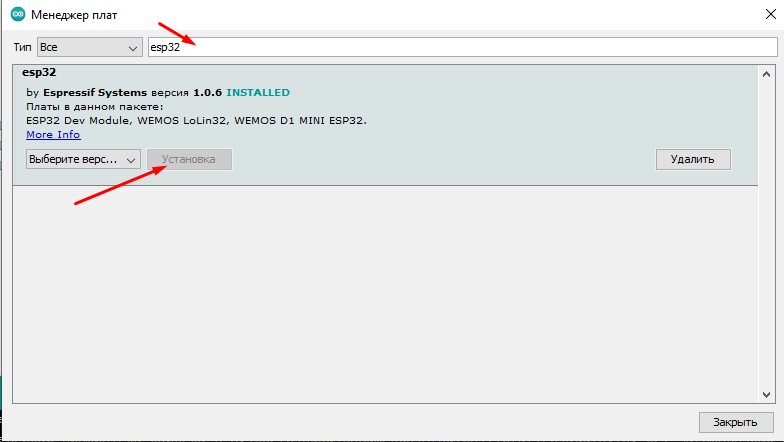 Менеджер плат
Тип Все esp32
esp32
by Espressif Systems версия 1.0.6 INSTALLED
Платы в данном пакете:
ESP32 Dev Module, WEMOS LoLin32, WEMOS D1 MINI ESP32.
More Info
Выберите верс... Установка Удалить
Закрыть